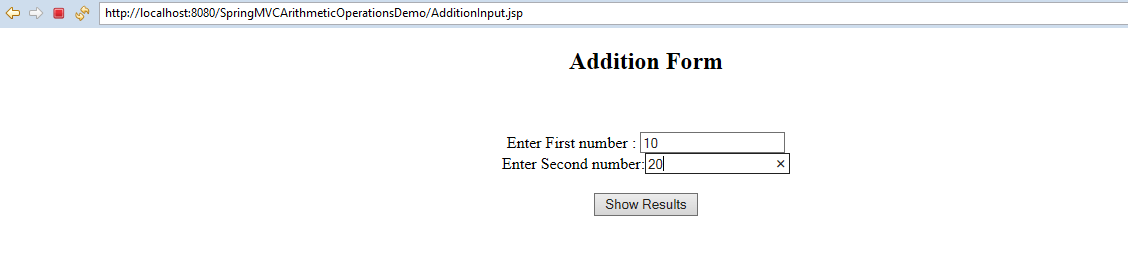 http://localhost:8080/SpringMVCArithmeticOperationsDemo/AdditionInput.jsp
Addition Form
Enter First number : 10
Enter Second number:20 ×
Show Results